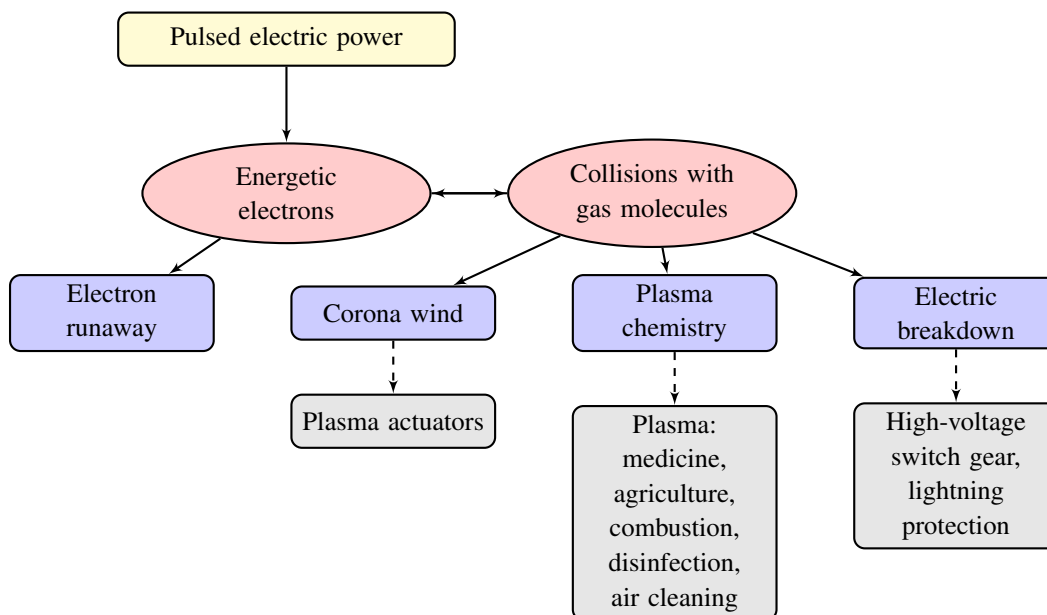 Pulsed electric power
Energetic
electrons
Collisions with
gas molecules
Electron
runaway
Corona wind
Plasma
chemistry
Electric
breakdown
Plasma actuators
Plasma:
medicine,
agriculture,
combustion,
disinfection,
air cleaning
High-voltage
switch gear,
lightning
protection